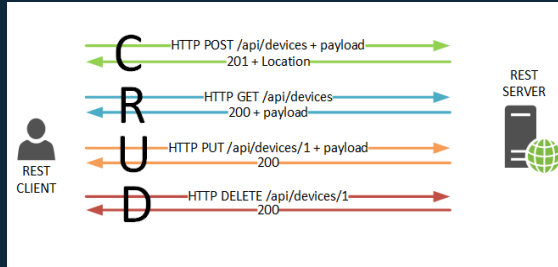 C
HTTP POST /api/devices + payload
201 + Location
R
HTTP GET /api/devices
200 + payload
U
HTTP PUT /api/devices/1 + payload
200
D
HTTP DELETE /api/devices/1
200
REST
CLIENT
REST
SERVER